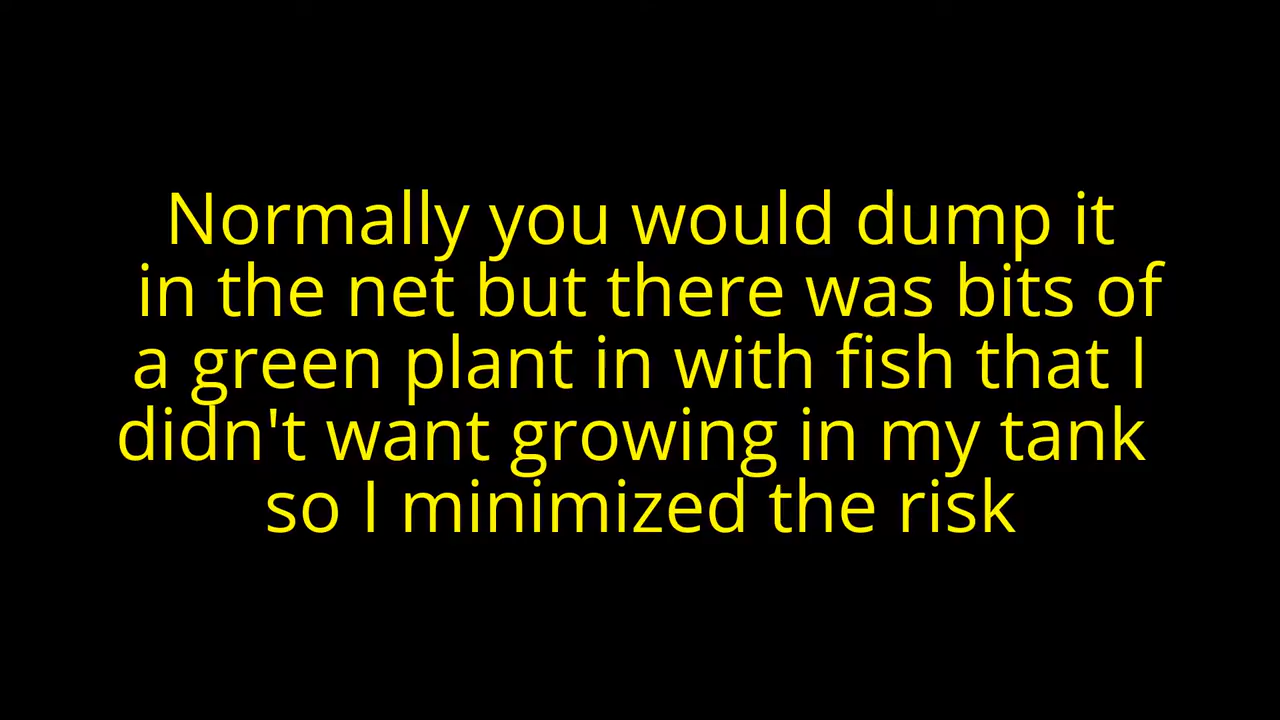 Normally you would dump it
in the net but there was bits of
a green plant in with fish that I
didn't want growing in my tank
so I minimized the risk